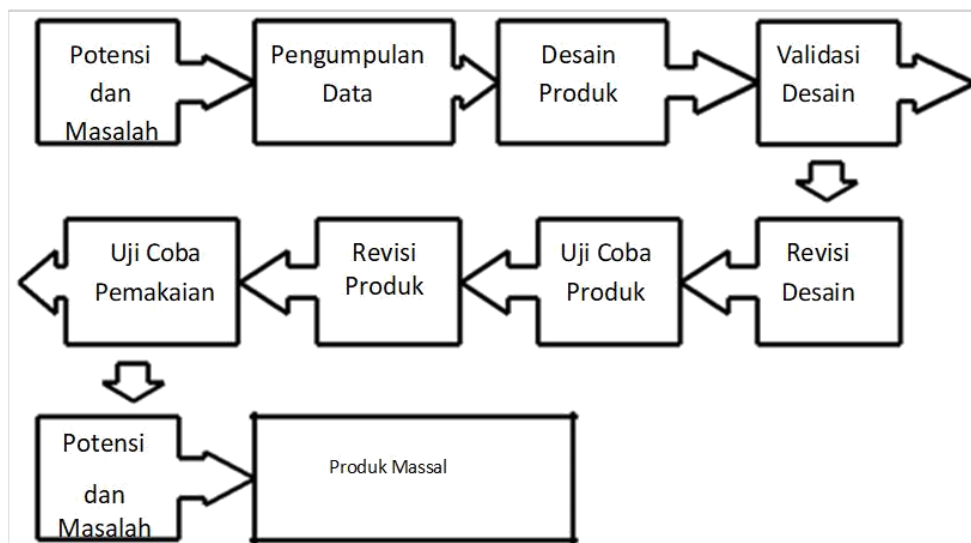 Potensi
dan
Masalah
Pengumpulan
Data
Desain
Produk
Validasi
Desain
Uji Coba
Pemakaian
Revisi
Produk
Uji Coba
Produk
Revisi
Desain
Potensi
dan
Masalah
Produk Massal